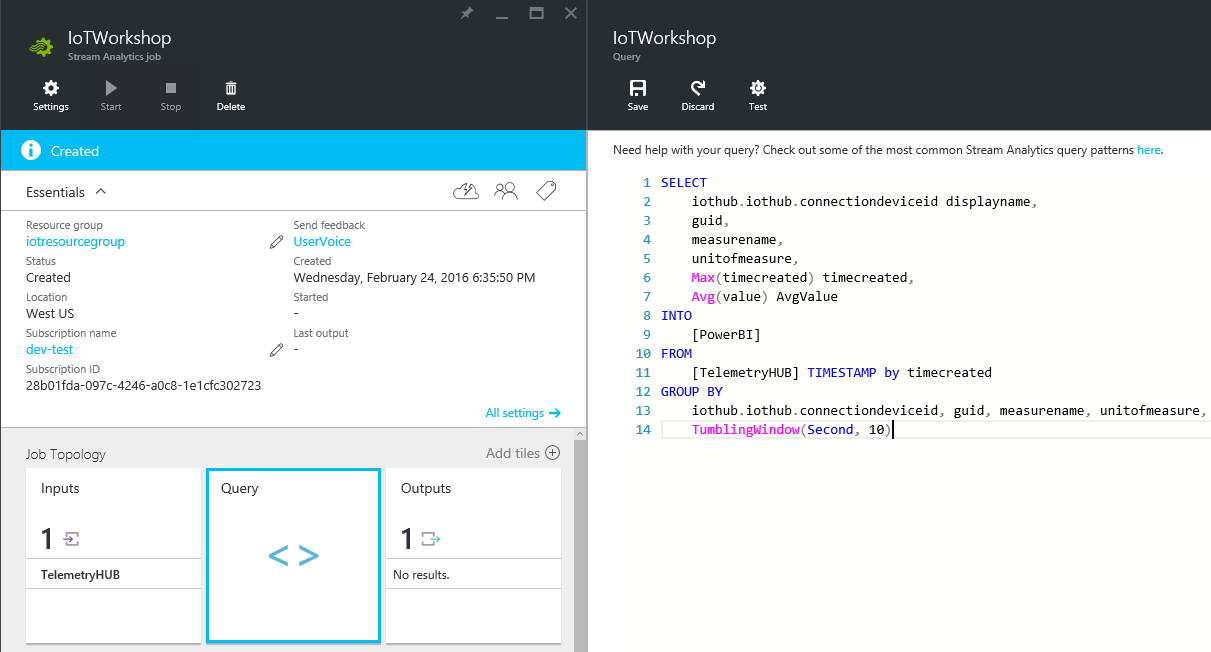 IoTWorkshop
Stream Analytics job
Settings
Start
Stop
Delete
Created
Essentials
Resource group
iotresourcegroup
Status
Created
Location
West US
Subscription name
dev-test
Subscription ID
28b01fda-097c-4246-a0c8-1e1cfc302723
Send feedback
UserVoice
Created
Wednesday, February 24, 2016 6:35:50 PM
Started
-
Last output
-
All settings
Job Topology
Add tiles
Inputs
1
TelemetryHUB
Query
< >
Outputs
1
No results.
IoTWorkshop
Query
Save
Discard
Test
Need help with your query? Check out some of the most common Stream Analytics query patterns here.
1 SELECT
2 iothub.iothub.connectiondeviceid displayname,
3 guid,
4 measurename,
5 unitofmeasure,
6 Max(timecreated) timecreated,
7 Avg(value) AvgValue
8 INTO
9 [PowerBI]
10 FROM
11 [TelemetryHUB] TIMESTAMP by timecreated
12 GROUP BY
13 iothub.iothub.connectiondeviceid, guid, measurename, unitofmeasure,
14 TumblingWindow(Second, 10)